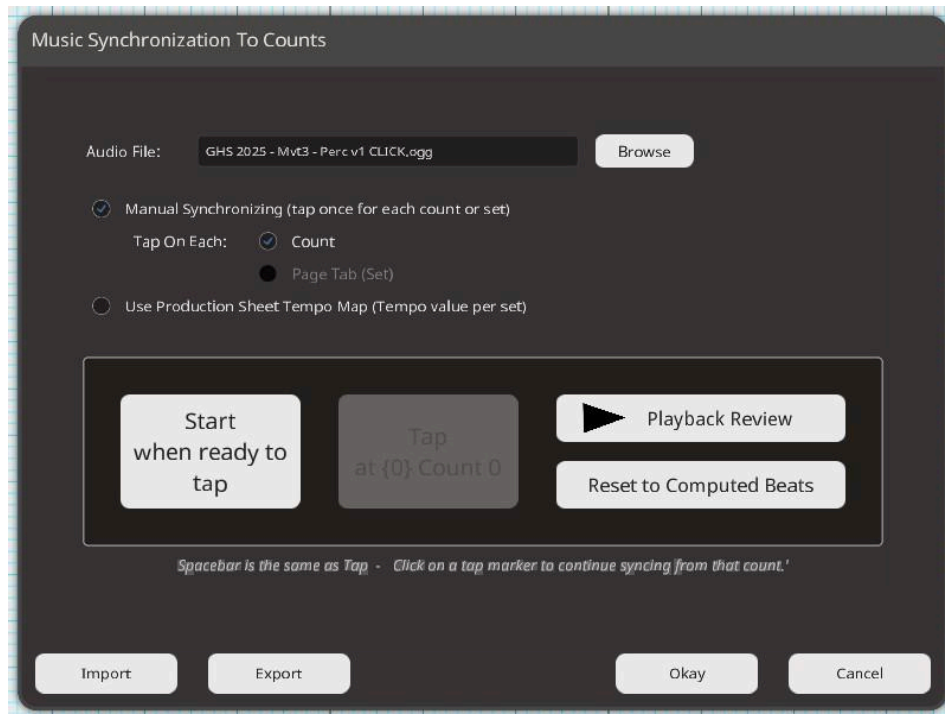 Music Synchronization To Counts
Audio File: GHS 2025 - Mvt3 - Perc v1 CLICK.ogg Browse
Manual Synchronizing (tap once for each count or set)
Tap On Each: Count
Page Tab (Set)
Use Production Sheet Tempo Map (Tempo value per set)
Start
when ready to
tap
Tap
at {0} Count 0
Playback Review
Reset to Computed Beats
Spacebar is the same as Tap - Click on a tap marker to continue syncing from that count.'
Import Export Okay Cancel